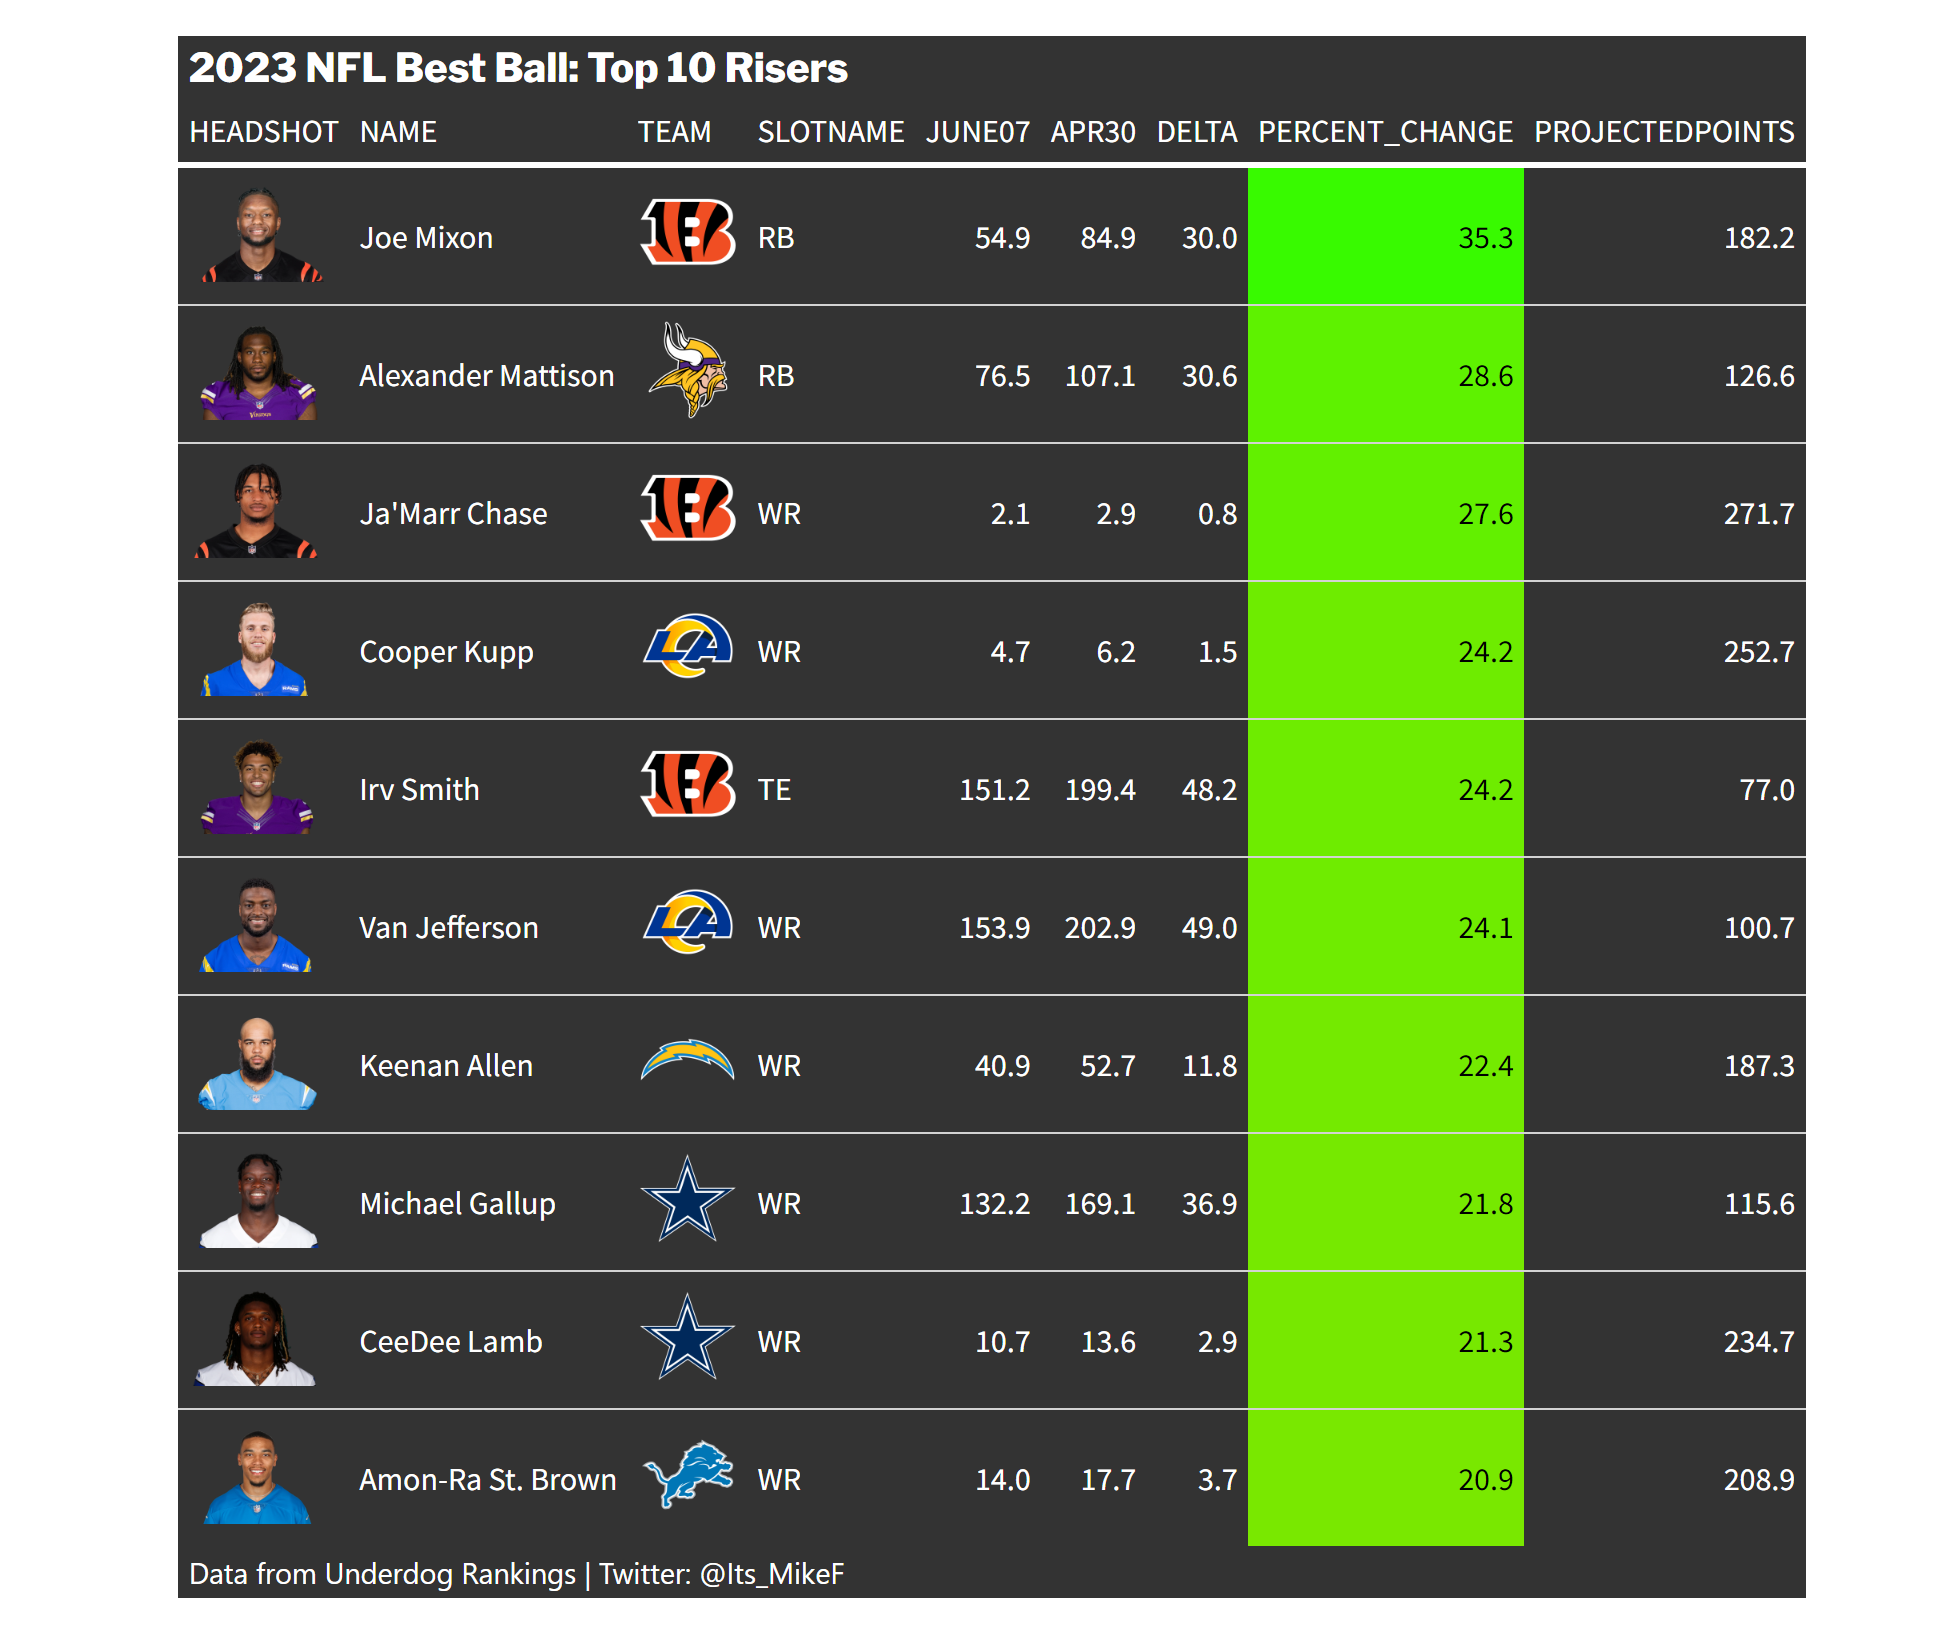 2023 NFL Best Ball: Top 10 Risers
HEADSHOT NAME TEAM SLOTNAME JUNE07 APR30 DELTA PERCENT_CHANGE PROJECTEDPOINTS
Joe Mixon RB 54.9 84.9 30.0 35.3 182.2
Alexander Mattison RB 76.5 107.1 30.6 28.6 126.6
Ja'Marr Chase WR 2.1 2.9 0.8 27.6 271.7
Cooper Kupp WR 4.7 6.2 1.5 24.2 252.7
Irv Smith TE 151.2 199.4 48.2 24.2 77.0
Van Jefferson WR 153.9 202.9 49.0 24.1 100.7
Keenan Allen WR 40.9 52.7 11.8 22.4 187.3
Michael Gallup WR 132.2 169.1 36.9 21.8 115.6
CeeDee Lamb WR 10.7 13.6 2.9 21.3 234.7
Amon-Ra St. Brown WR 14.0 17.7 3.7 20.9 208.9
Data from Underdog Rankings | Twitter: @Its_MikeF